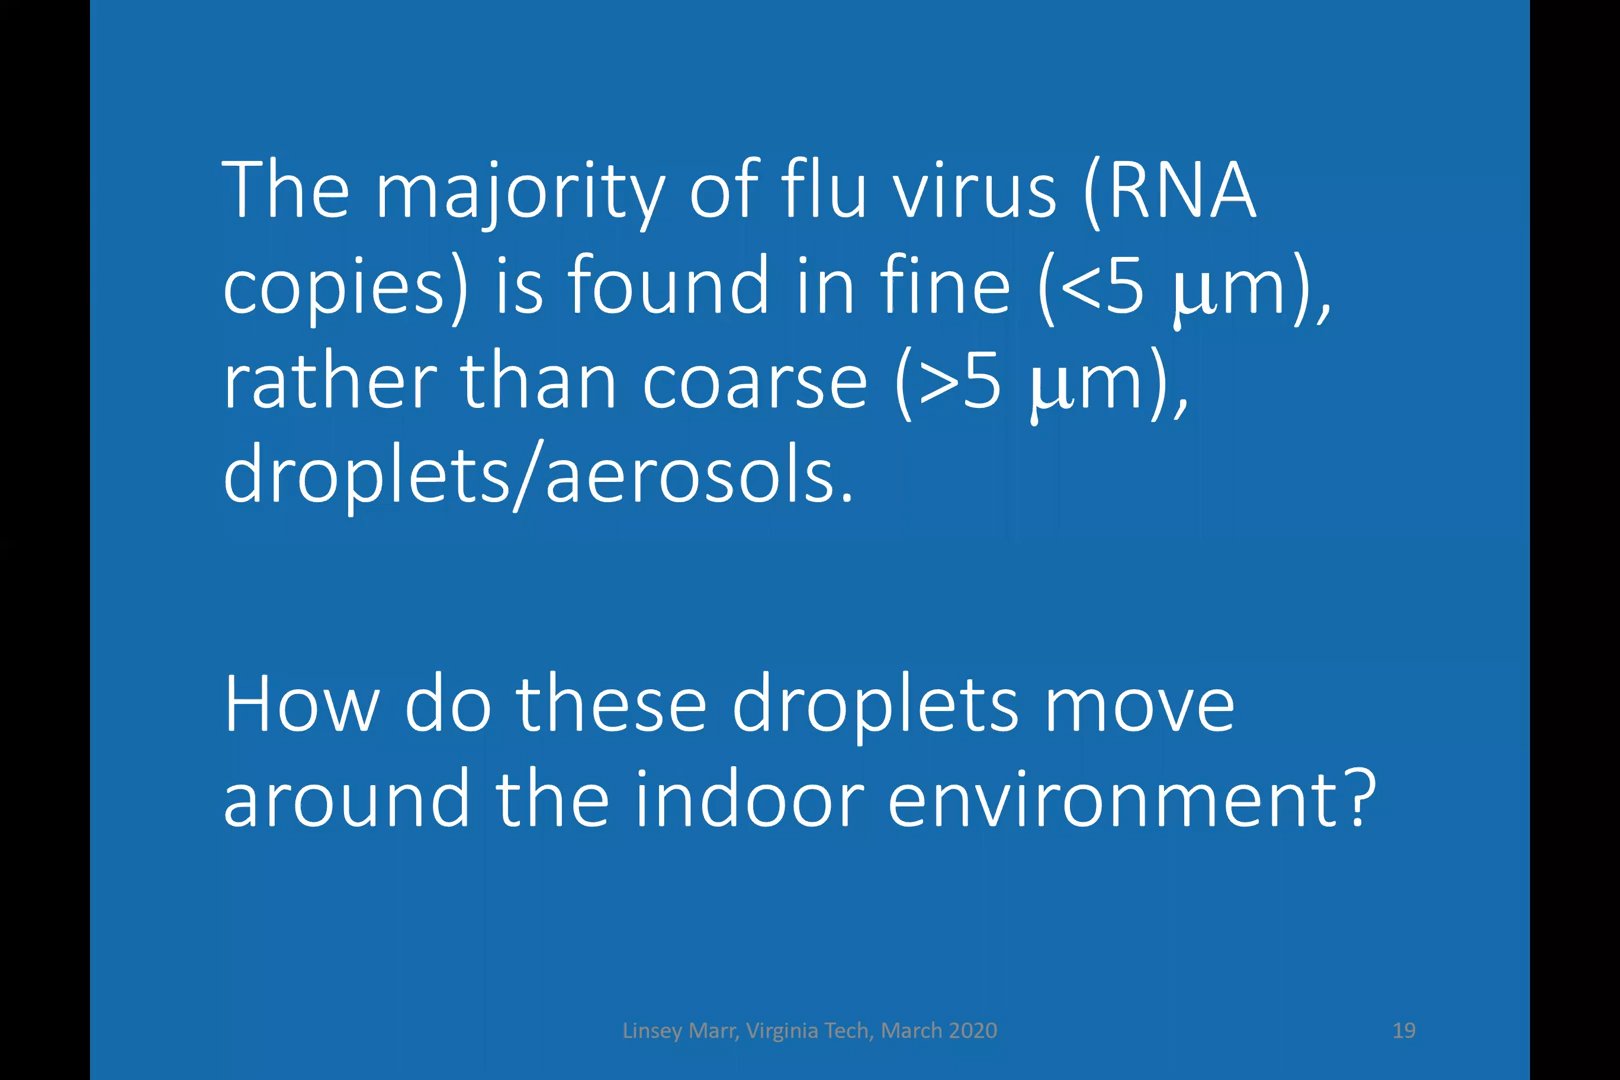 The majority of flu virus (RNA
copies) is found in fine (<5 μm),
rather than coarse (>5 μm),
droplets/aerosols.
How do these droplets move
around the indoor environment?
Linsey Marr, Virginia Tech, March 2020
19